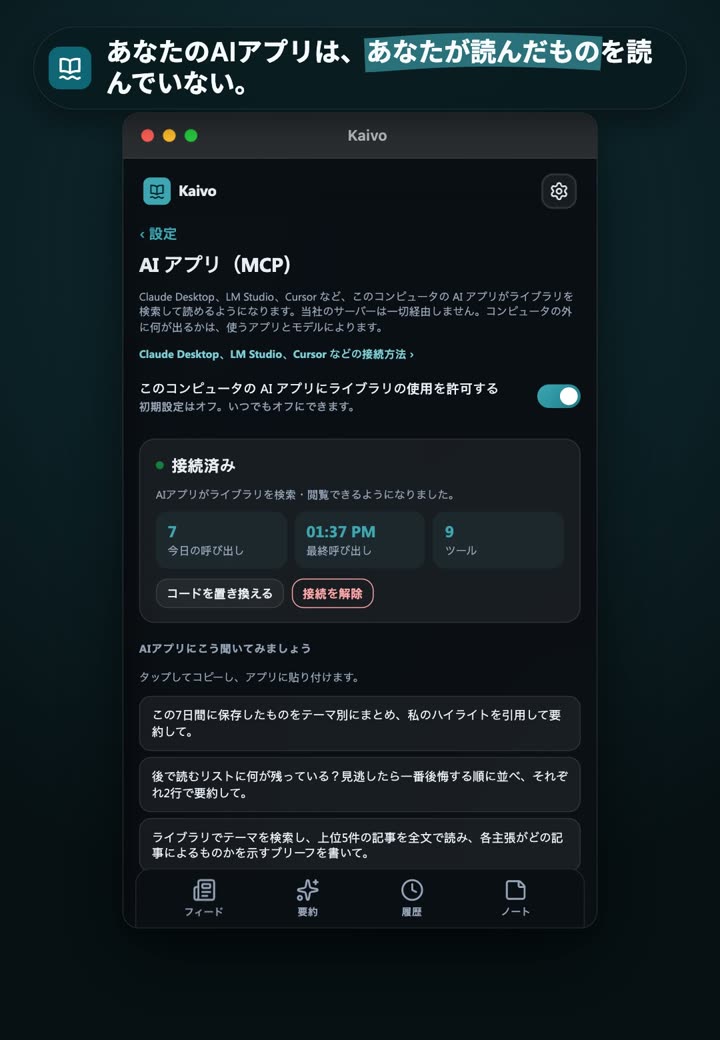 あなたのAIアプリは、あなたが読んだものを読
んでいない。
Kaivo
Kaivo
‹ 設定
AI アプリ（MCP）
Claude Desktop、LM Studio、Cursor など、このコンピュータの AI アプリがライブラリを
検索して読めるようになります。当社のサーバーは一切経由しません。コンピュータの外
に何が出るかは、使うアプリとモデルによります。
Claude Desktop、LM Studio、Cursor などの接続方法 ›
このコンピュータの AI アプリにライブラリの使用を許可する
初期設定はオフ。いつでもオフにできます。
接続済み
AIアプリがライブラリを検索・閲覧できるようになりました。
7
今日の呼び出し
01:37 PM
最終呼び出し
9
ツール
コードを置き換える
接続を解除
AIアプリにこう聞いてみましょう
タップしてコピーし、アプリに貼り付けます。
この7日間に保存したものをテーマ別にまとめ、私のハイライトを引用して要
約して。
後で読むリストに何が残っている？見逃したら一番後悔する順に並べ、それぞ
れ2行で要約して。
ライブラリでテーマを検索し、上位5件の記事を全文で読み、各主張がどの記
事によるものかを示すブリーフを書いて。
フィード
要約
履歴
ノート